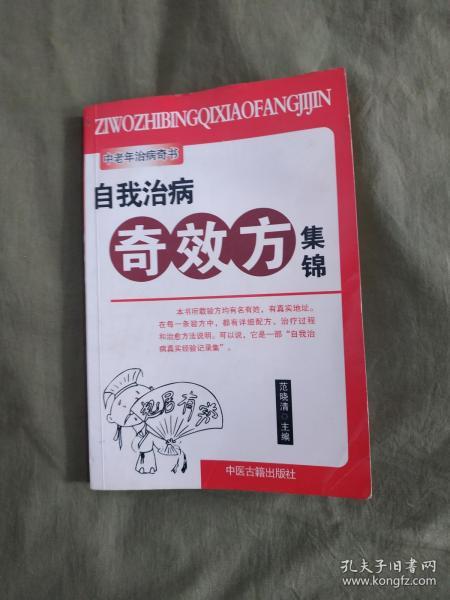 ZIWOZHIBINGQIXIAOFANGJIJIN
中老年治病奇书
自我治病
奇效方
集锦
本书所载验方均有名有姓，有真实地址。
在每一条验方中，都有详细配方、治疗过程
和治愈方法说明。可以说，它是一部“自我治
病真实经验记录集”。
范晓清◎主编
中医古籍出版社
孔夫子旧书网
www.kongfz.com